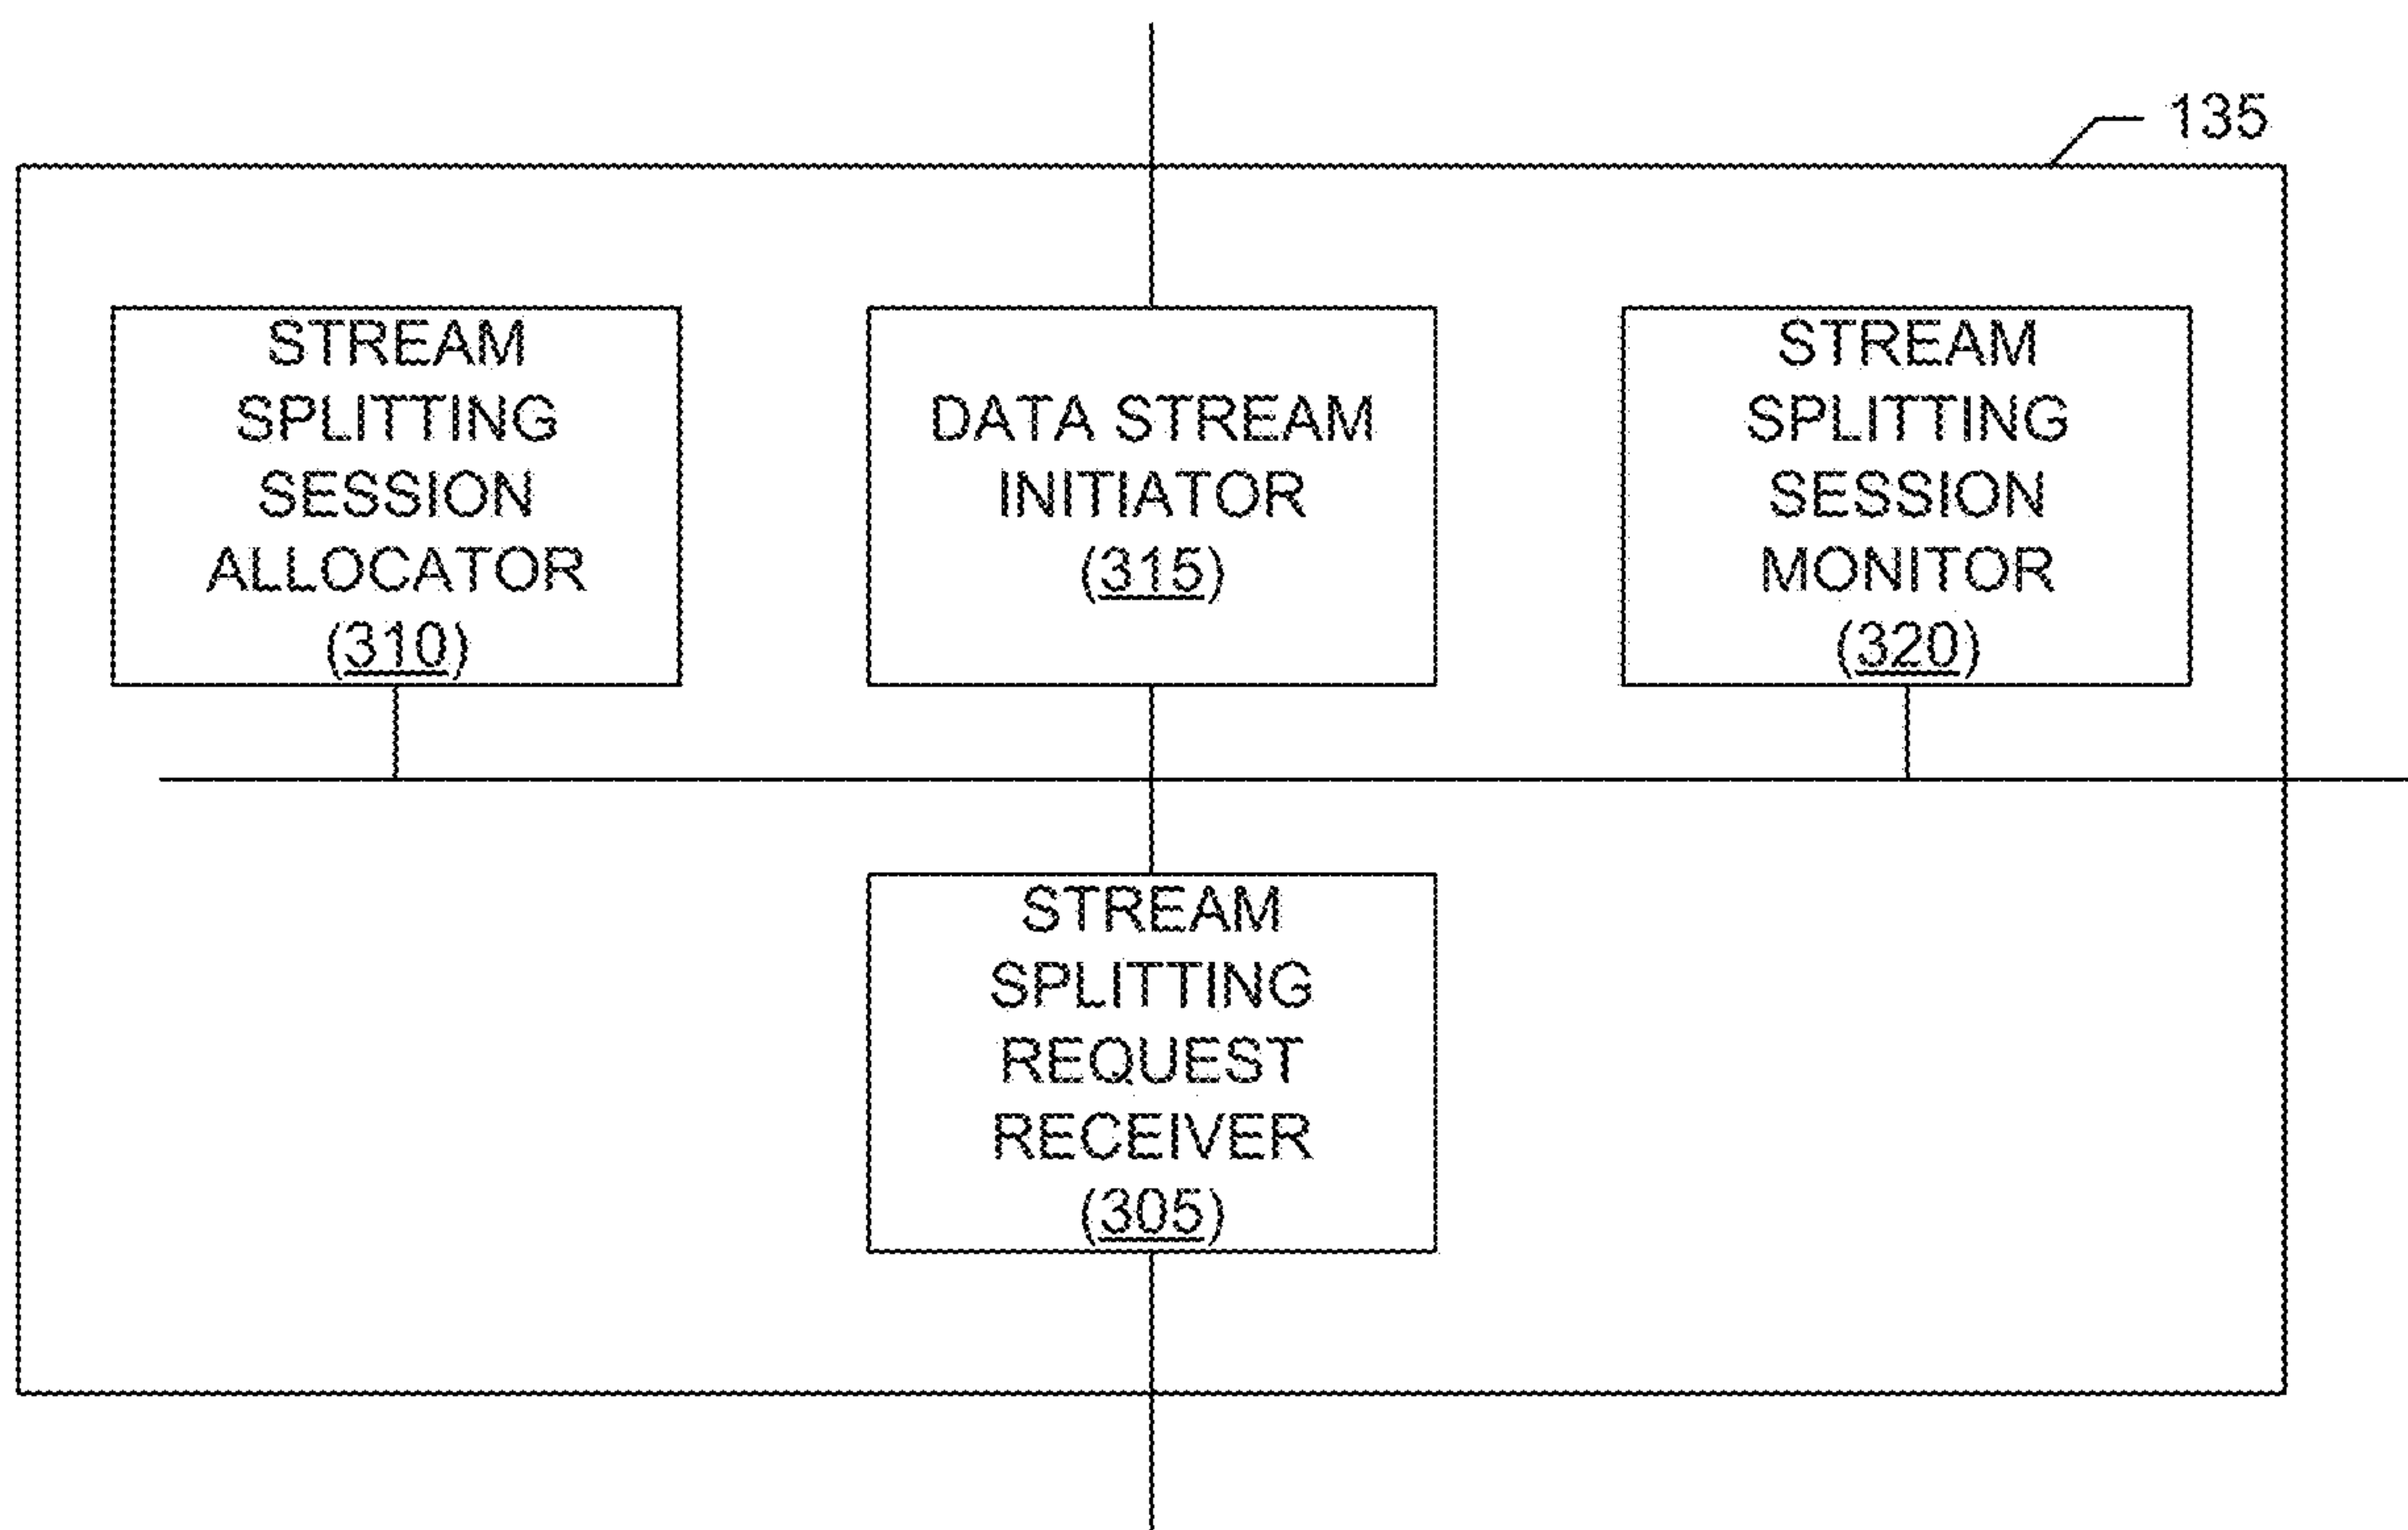 135
STREAM
SPLITTING
SESSION
ALLOCATOR
(310)
DATA STREAM
INITIATOR
(315)
STREAM
SPLITTING
SESSION
MONITOR
(320)
STREAM
SPLITTING
REQUEST
RECEIVER
(305)